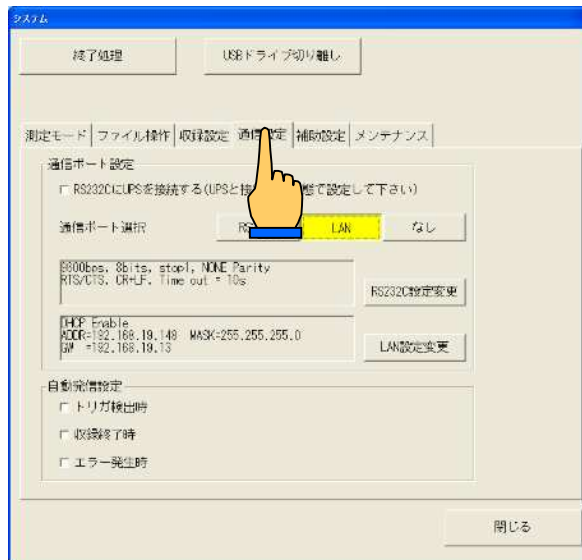 システム
終了処理
USBドライブ切り離し
測定モード ファイル操作 収録設定 通信設定 補助設定 メンテナンス
通信ポート設定
RS232CにUPSを接続する(UPSと接 態で設定して下さい)
通信ポート選択 LAN なし
9600bps, 8bits, stop1, NONE Parity
RTS/CTS, CR+LF, Time out = 10s
RS232C設定変更
DHCP Enable
ADDR=192.168.19.149 MASK=255.255.255.0
GW =192.168.19.13
LAN設定変更
自動発信設定
トリガ検出時
収録終了時
エラー発生時
閉じる